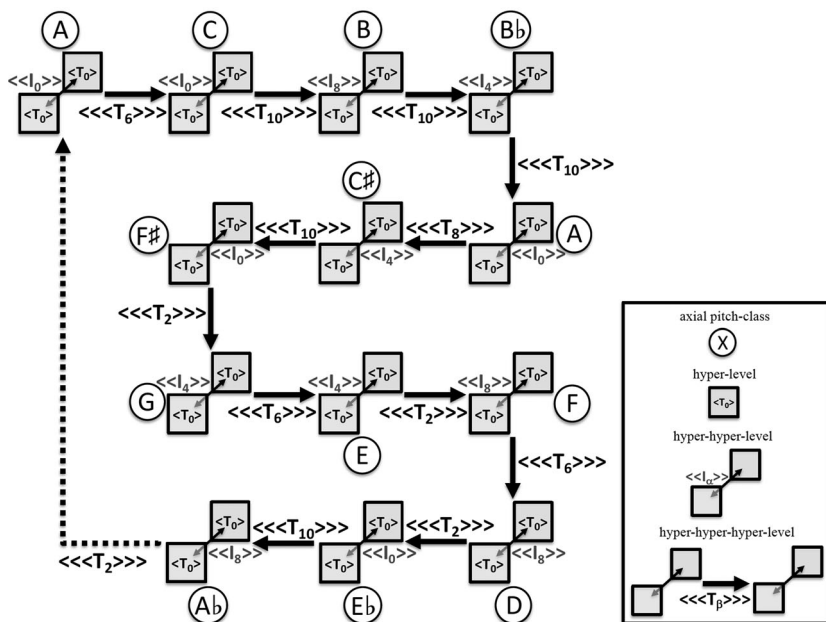 A C B B♭
<<I₀>> <T₀> <T₀> <<<T₆>>> <<I₀>> <T₀> <T₀> <<<T₁₀>>> <<I₈>> <T₀> <T₀> <<<T₁₀>>> <<I₄>> <T₀> <T₀>
<<<T₁₀>>>
F♯ <T₀> <T₀> <<I₀>> <<<T₁₀>>> C♯ <T₀> <T₀> <<I₄>> <<<T₈>>> <T₀> <T₀> <<I₀>> A
<<<T₂>>>
G <<I₄>> <T₀> <T₀> <<<T₆>>> <<I₄>> <T₀> <T₀> E <<<T₂>>> <<I₈>> <T₀> <T₀> F
<<<T₆>>>
<<<T₂>>> <T₀> <T₀> <<I₈>> A♭ <<<T₁₀>>> <T₀> <T₀> <<I₀>> E♭ <<<T₂>>> <T₀> <T₀> <<I₈>> D
axial pitch-class
X
hyper-level
<T₀>
hyper-hyper-level
<<Iα>>
hyper-hyper-hyper-level
<<<Tβ>>>